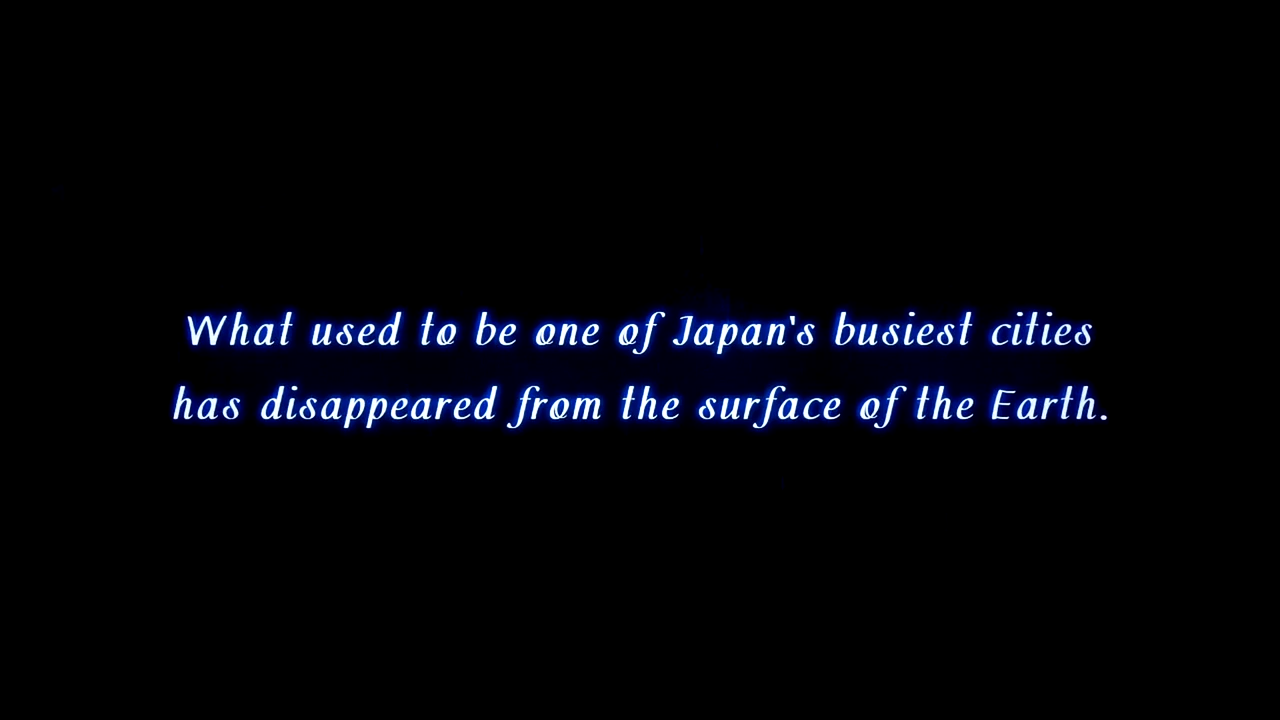 What used to be one of Japan's busiest cities
has disappeared from the surface of the Earth.